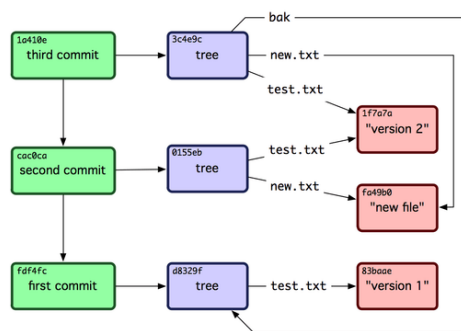 bak
1a410e
third commit
3c4e9c
tree
new.txt
test.txt
1f7a7a
"version 2"
cac0ca
second commit
0155eb
tree
test.txt
new.txt
fa49b0
"new file"
fdf4fc
first commit
d8329f
tree
test.txt
83baae
"version 1"